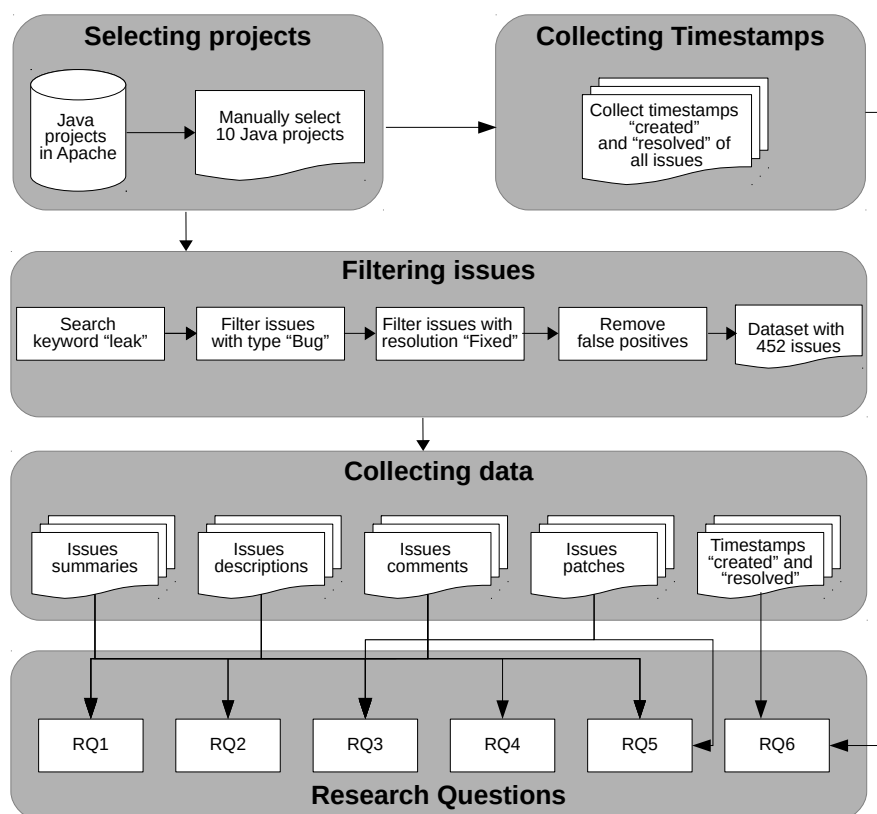 Selecting projects
Java
projects
in Apache
Manually select
10 Java projects
Collecting Timestamps
Collect timestamps
“created”
and “resolved” of
all issues
Filtering issues
Search
keyword “leak”
Filter issues
with type “Bug”
Filter issues with
resolution “Fixed”
Remove
false positives
Dataset with
452 issues
Collecting data
Issues
summaries
Issues
descriptions
Issues
comments
Issues
patches
Timestamps
“created” and
“resolved”
RQ1
RQ2
RQ3
RQ4
RQ5
RQ6
Research Questions